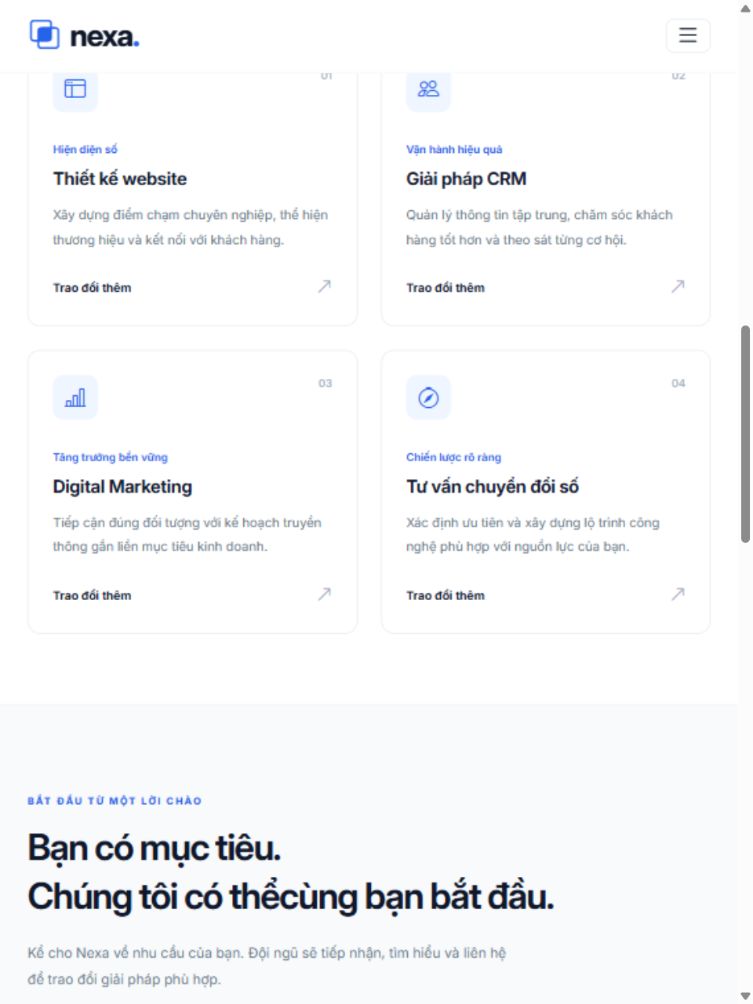 nexa.
01
Hiện diện số
Thiết kế website
Xây dựng điểm chạm chuyên nghiệp, thể hiện
thương hiệu và kết nối với khách hàng.
Trao đổi thêm
02
Vận hành hiệu quả
Giải pháp CRM
Quản lý thông tin tập trung, chăm sóc khách
hàng tốt hơn và theo sát từng cơ hội.
Trao đổi thêm
03
Tăng trưởng bền vững
Digital Marketing
Tiếp cận đúng đối tượng với kế hoạch truyền
thông gắn liền mục tiêu kinh doanh.
Trao đổi thêm
04
Chiến lược rõ ràng
Tư vấn chuyển đổi số
Xác định ưu tiên và xây dựng lộ trình công
nghệ phù hợp với nguồn lực của bạn.
Trao đổi thêm
BẮT ĐẦU TỪ MỘT LỜI CHÀO
Bạn có mục tiêu.
Chúng tôi có thểcùng bạn bắt đầu.
Kể cho Nexa về nhu cầu của bạn. Đội ngũ sẽ tiếp nhận, tìm hiểu và liên hệ
để trao đổi giải pháp phù hợp.